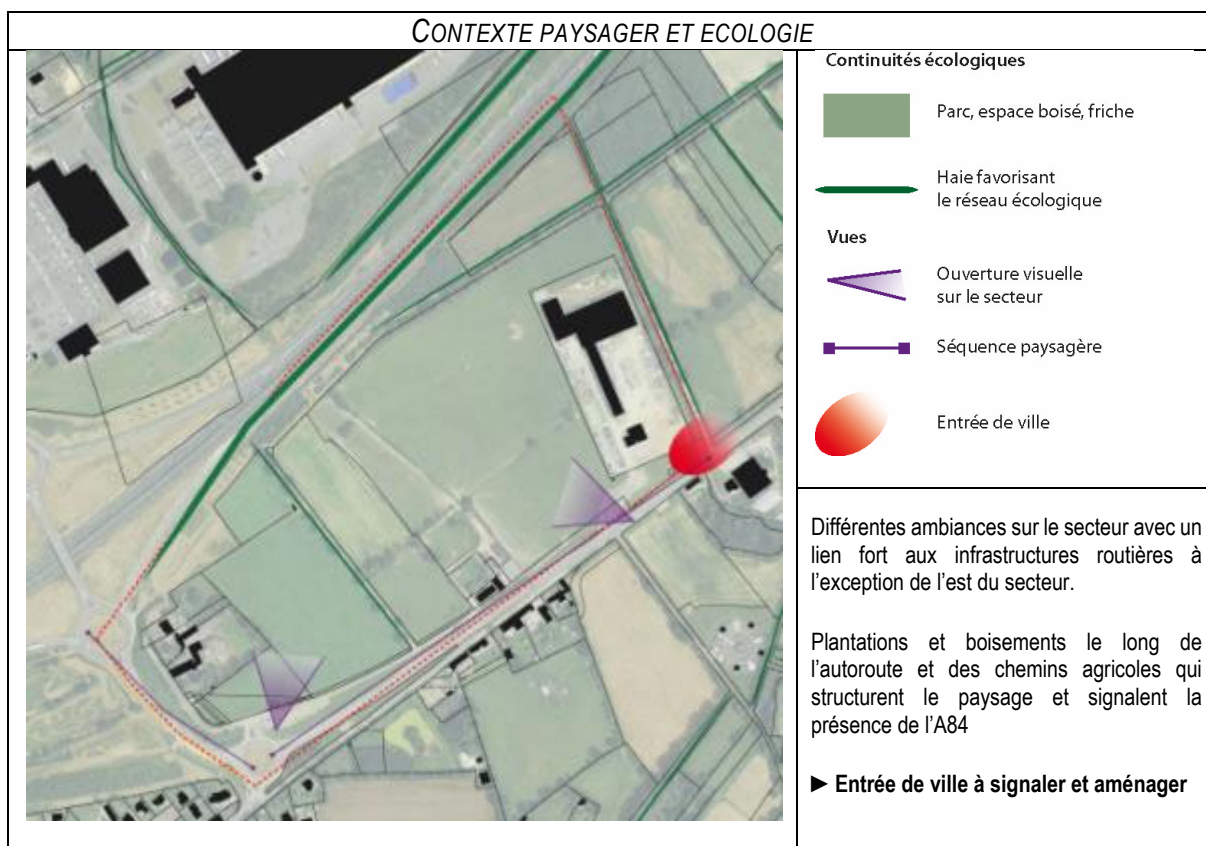 CONTEXTE PAYSAGER ET ECOLOGIE
Continuités écologiques
Parc, espace boisé, friche
Haie favorisant
le réseau écologique
Vues
Ouverture visuelle
sur le secteur
Séquence paysagère
Entrée de ville
Différentes ambiances sur le secteur avec un
lien fort aux infrastructures routières à
l'exception de l'est du secteur.
Plantations et boisements le long de
l'autoroute et des chemins agricoles qui
structurent le paysage et signalent la
présence de l'A84
► Entrée de ville à signaler et aménager